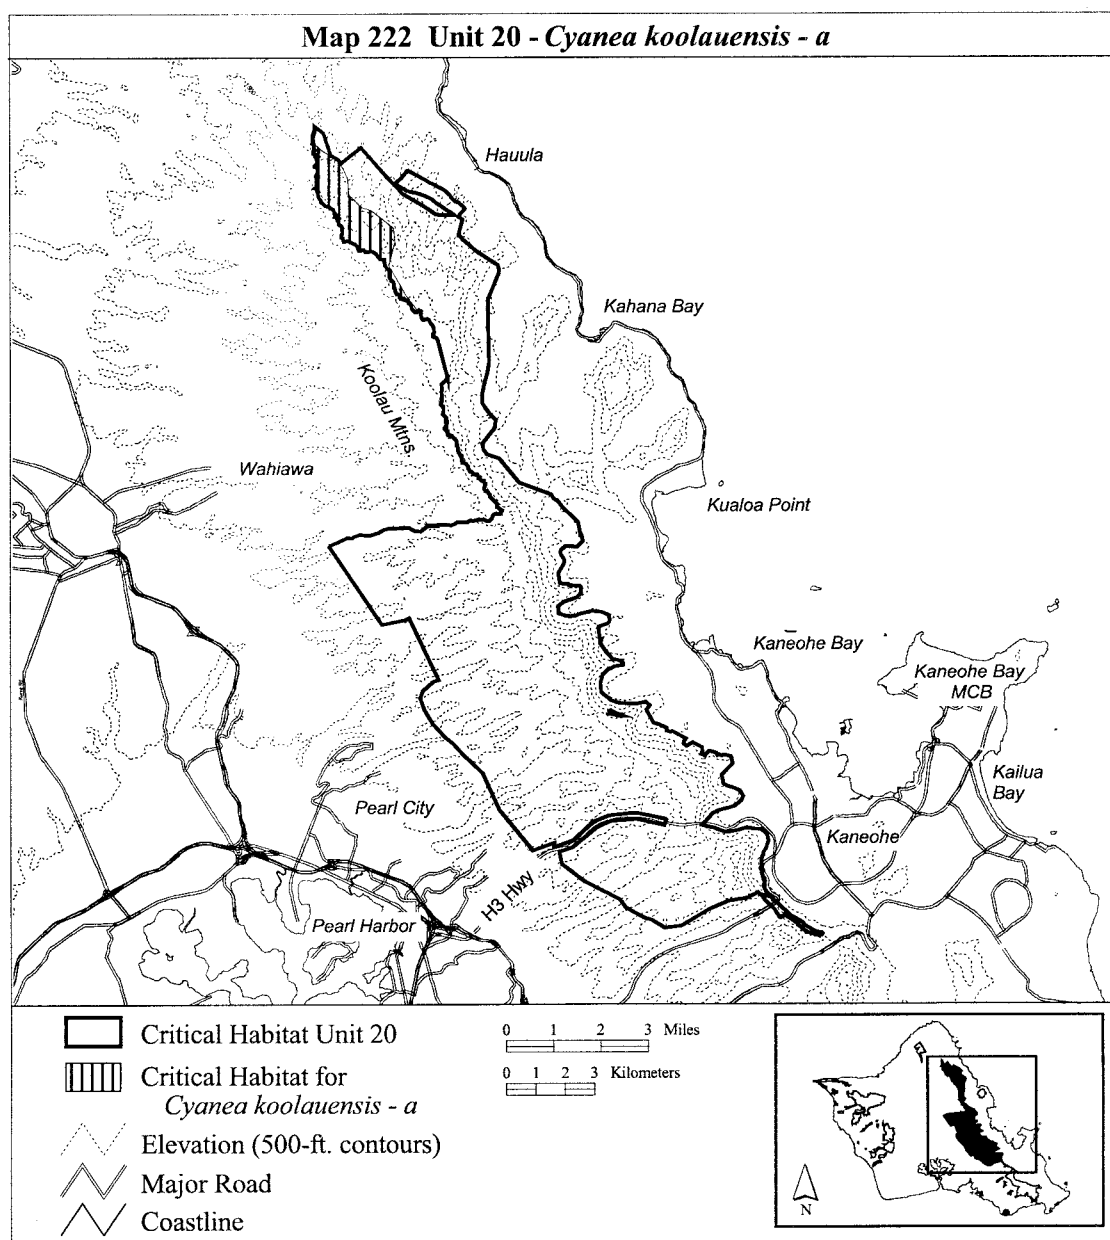 Map 222 Unit 20 - Cyanea koolauensis - a
Hauula
Kahana Bay
Koolau Mtns.
Wahiawa
Kualoa Point
Kaneohe Bay
Kaneohe Bay
MCB
Kailua
Bay
Pearl City
Kaneohe
H3 Hwy
Pearl Harbor
Critical Habitat Unit 20
Critical Habitat for
Cyanea koolauensis - a
Elevation (500-ft. contours)
Major Road
Coastline
0 1 2 3 Miles
0 1 2 3 Kilometers
N